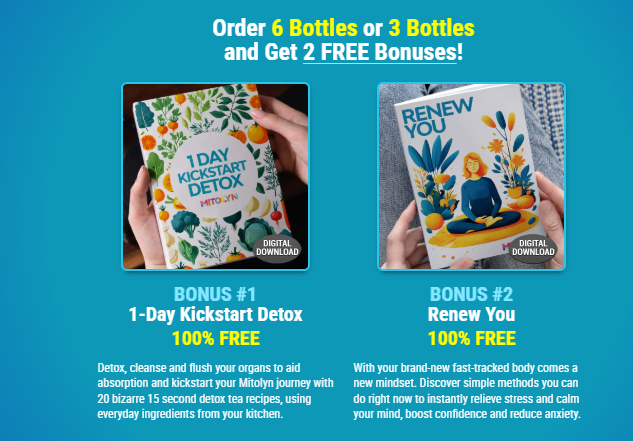 Order 6 Bottles or 3 Bottles
and Get 2 FREE Bonuses!
1 DAY
KICKSTART
DETOX
MITOLYN
DIGITAL
DOWNLOAD
RENEW
YOU
DIGITAL
DOWNLOAD
BONUS #1
1-Day Kickstart Detox
100% FREE
Detox, cleanse and flush your organs to aid
absorption and kickstart your Mitolyn journey with
20 bizarre 15 second detox tea recipes, using
everyday ingredients from your kitchen.
BONUS #2
Renew You
100% FREE
With your brand-new fast-tracked body comes a
new mindset. Discover simple methods you can
do right now to instantly relieve stress and calm
your mind, boost confidence and reduce anxiety.